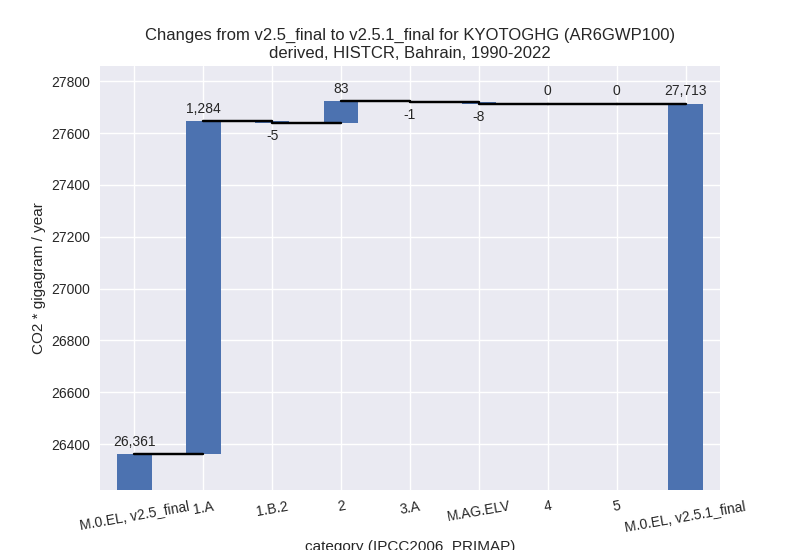 Changes from v2.5_final to v2.5.1_final for KYOTOGHG (AR6GWP100)
derived, HISTCR, Bahrain, 1990-2022
27800
27600
27400
27200
27000
26800
26600
26400
CO2 * gigagram / year
26,361
1,284
-5
83
-1
-8
0
0
27,713
M.0.EL, v2.5_final
1.A
1.B.2
2
3.A
M.AG.ELV
4
5
M.0.EL, v2.5.1_final
category (IPCC2006_PRIMAP)